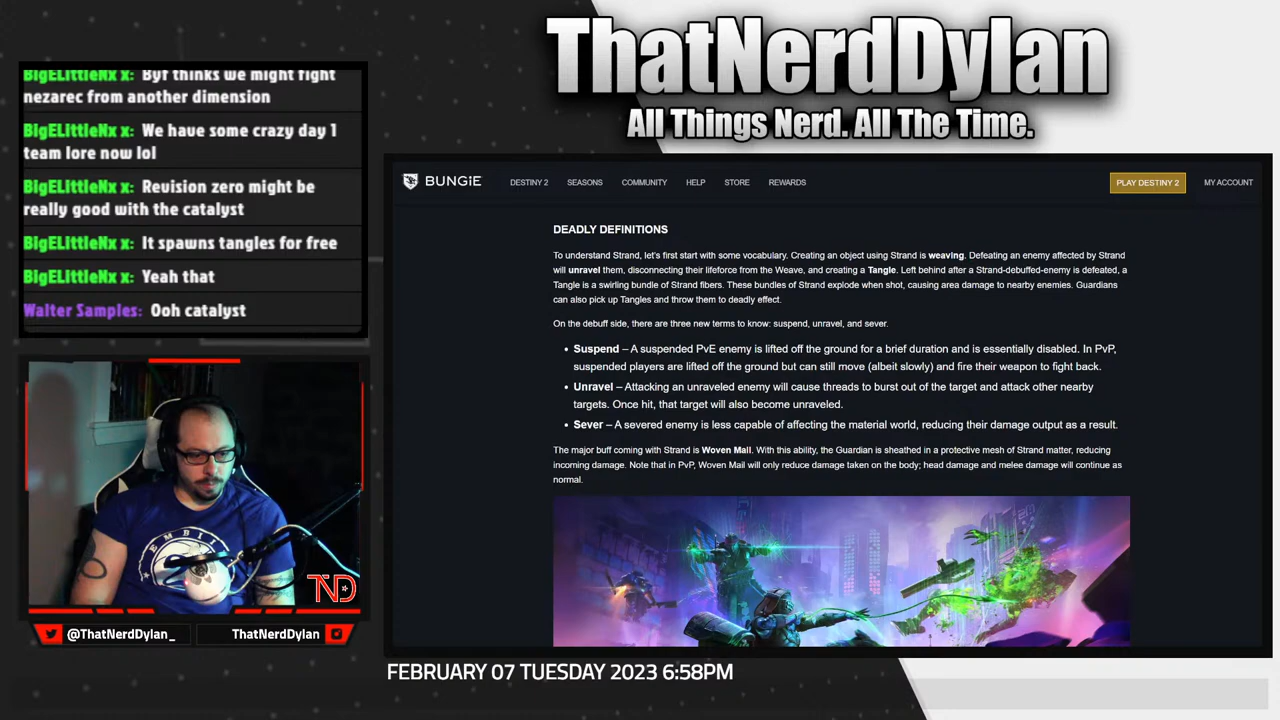 ThatNerdDylan
All Things Nerd. All The Time.
BigELittleNx x: Byf thinks we might fight
nezarec from another dimension
BigELittleNx x: We have some crazy day 1
team lore now lol
BigELittleNx x: Revision zero might be
really good with the catalyst
BigELittleNx x: It spawns tangles for free
BigELittleNx x: Yeah that
Walter Samples: Ooh catalyst
BUNGiE DESTINY 2 SEASONS COMMUNITY HELP STORE REWARDS PLAY DESTINY 2 MY ACCOUNT
DEADLY DEFINITIONS
To understand Strand, let's first start with some vocabulary. Creating an object using Strand is weaving. Defeating an enemy affected by Strand
will unravel them, disconnecting their lifeforce from the Weave, and creating a Tangle. Left behind after a Strand-debuffed-enemy is defeated, a
Tangle is a swirling bundle of Strand fibers. These bundles of Strand explode when shot, causing area damage to nearby enemies. Guardians
can also pick up Tangles and throw them to deadly effect.
On the debuff side, there are three new terms to know: suspend, unravel, and sever.
• Suspend – A suspended PvE enemy is lifted off the ground for a brief duration and is essentially disabled. In PvP,
suspended players are lifted off the ground but can still move (albeit slowly) and fire their weapon to fight back.
• Unravel – Attacking an unraveled enemy will cause threads to burst out of the target and attack other nearby
targets. Once hit, that target will also become unraveled.
• Sever – A severed enemy is less capable of affecting the material world, reducing their damage output as a result.
The major buff coming with Strand is Woven Mail. With this ability, the Guardian is sheathed in a protective mesh of Strand matter, reducing
incoming damage. Note that in PvP, Woven Mail will only reduce damage taken on the body; head damage and melee damage will continue as
normal.
EMBII
TND
@ThatNerdDylan_ ThatNerdDylan
FEBRUARY 07 TUESDAY 2023 6:58PM